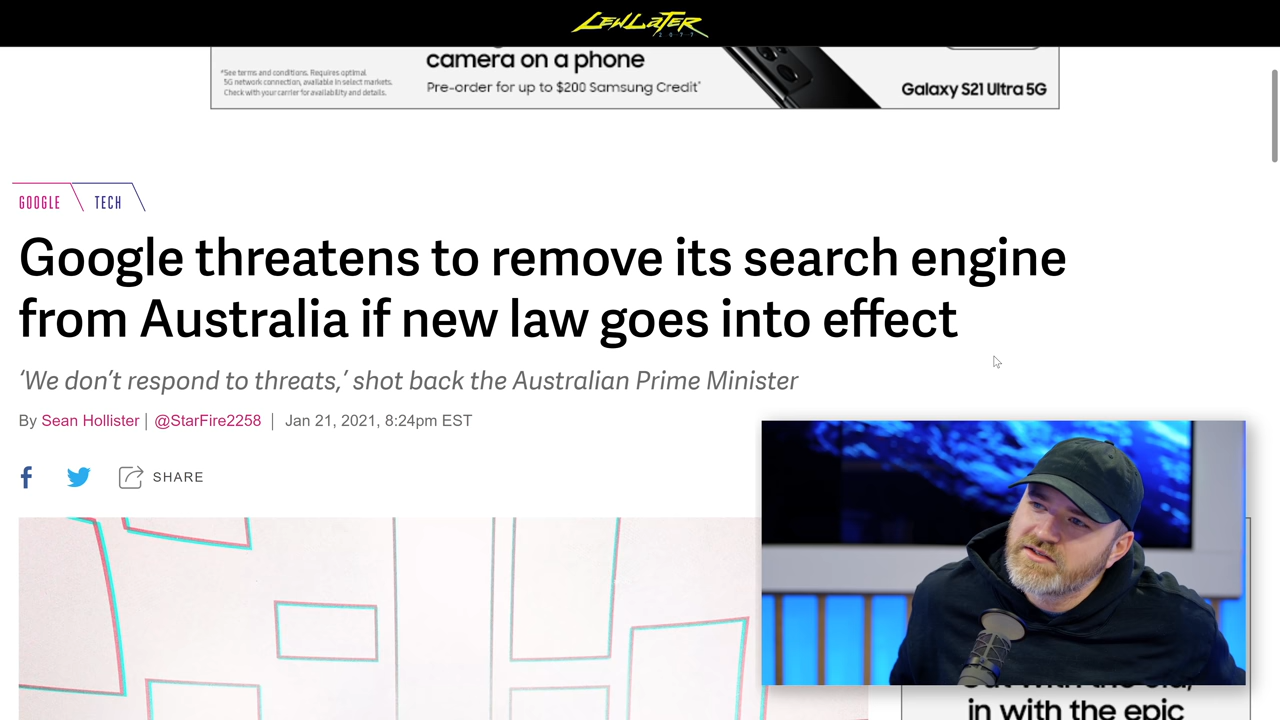 LEWLATER
2077
camera on a phone
*See terms and conditions. Requires optimal
5G network connection, available in select markets.
Check with your carrier for availability and details.
Pre-order for up to $200 Samsung Credit*
Galaxy S21 Ultra 5G
GOOGLE TECH
Google threatens to remove its search engine
from Australia if new law goes into effect
‘We don’t respond to threats,’ shot back the Australian Prime Minister
By Sean Hollister | @StarFire2258 | Jan 21, 2021, 8:24pm EST
SHARE
in with the epic